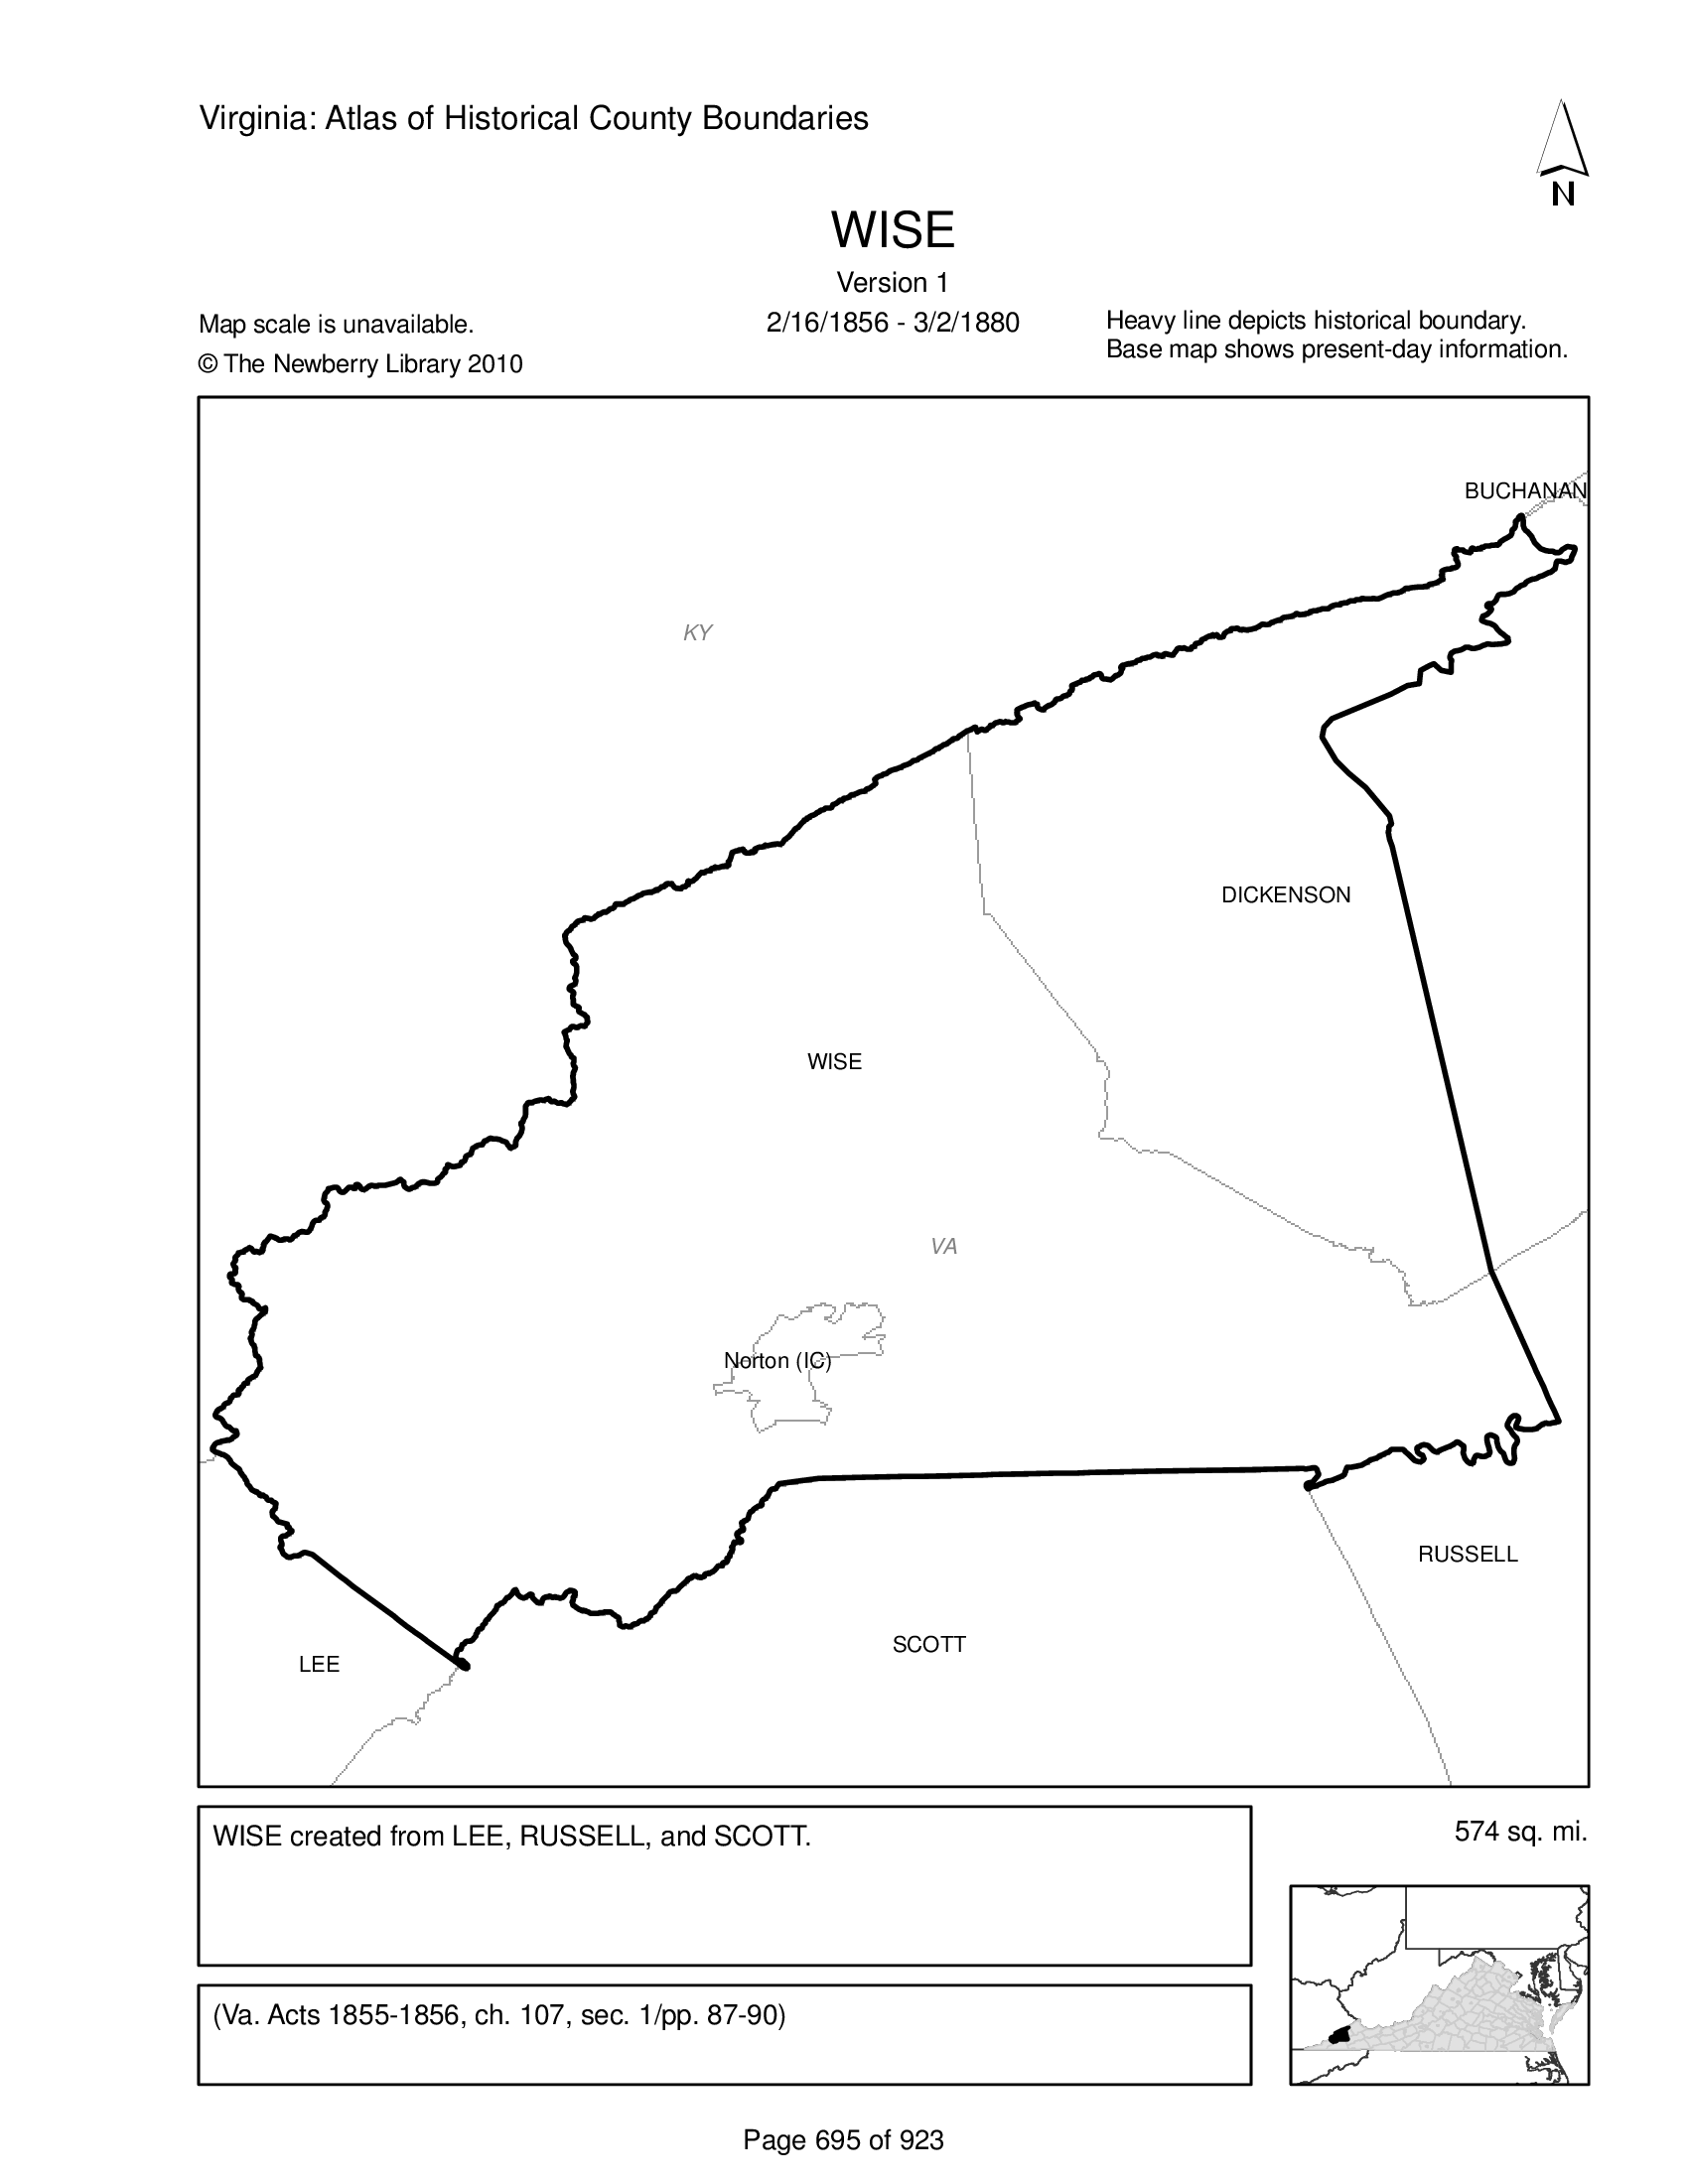 Virginia: Atlas of Historical County Boundaries
N
WISE
Version 1
2/16/1856 - 3/2/1880
Map scale is unavailable.
© The Newberry Library 2010
Heavy line depicts historical boundary.
Base map shows present-day information.
BUCHANAN
KY
DICKENSON
WISE
VA
Norton (IC)
RUSSELL
SCOTT
LEE
WISE created from LEE, RUSSELL, and SCOTT.
574 sq. mi.
(Va. Acts 1855-1856, ch. 107, sec. 1/pp. 87-90)
Page 695 of 923